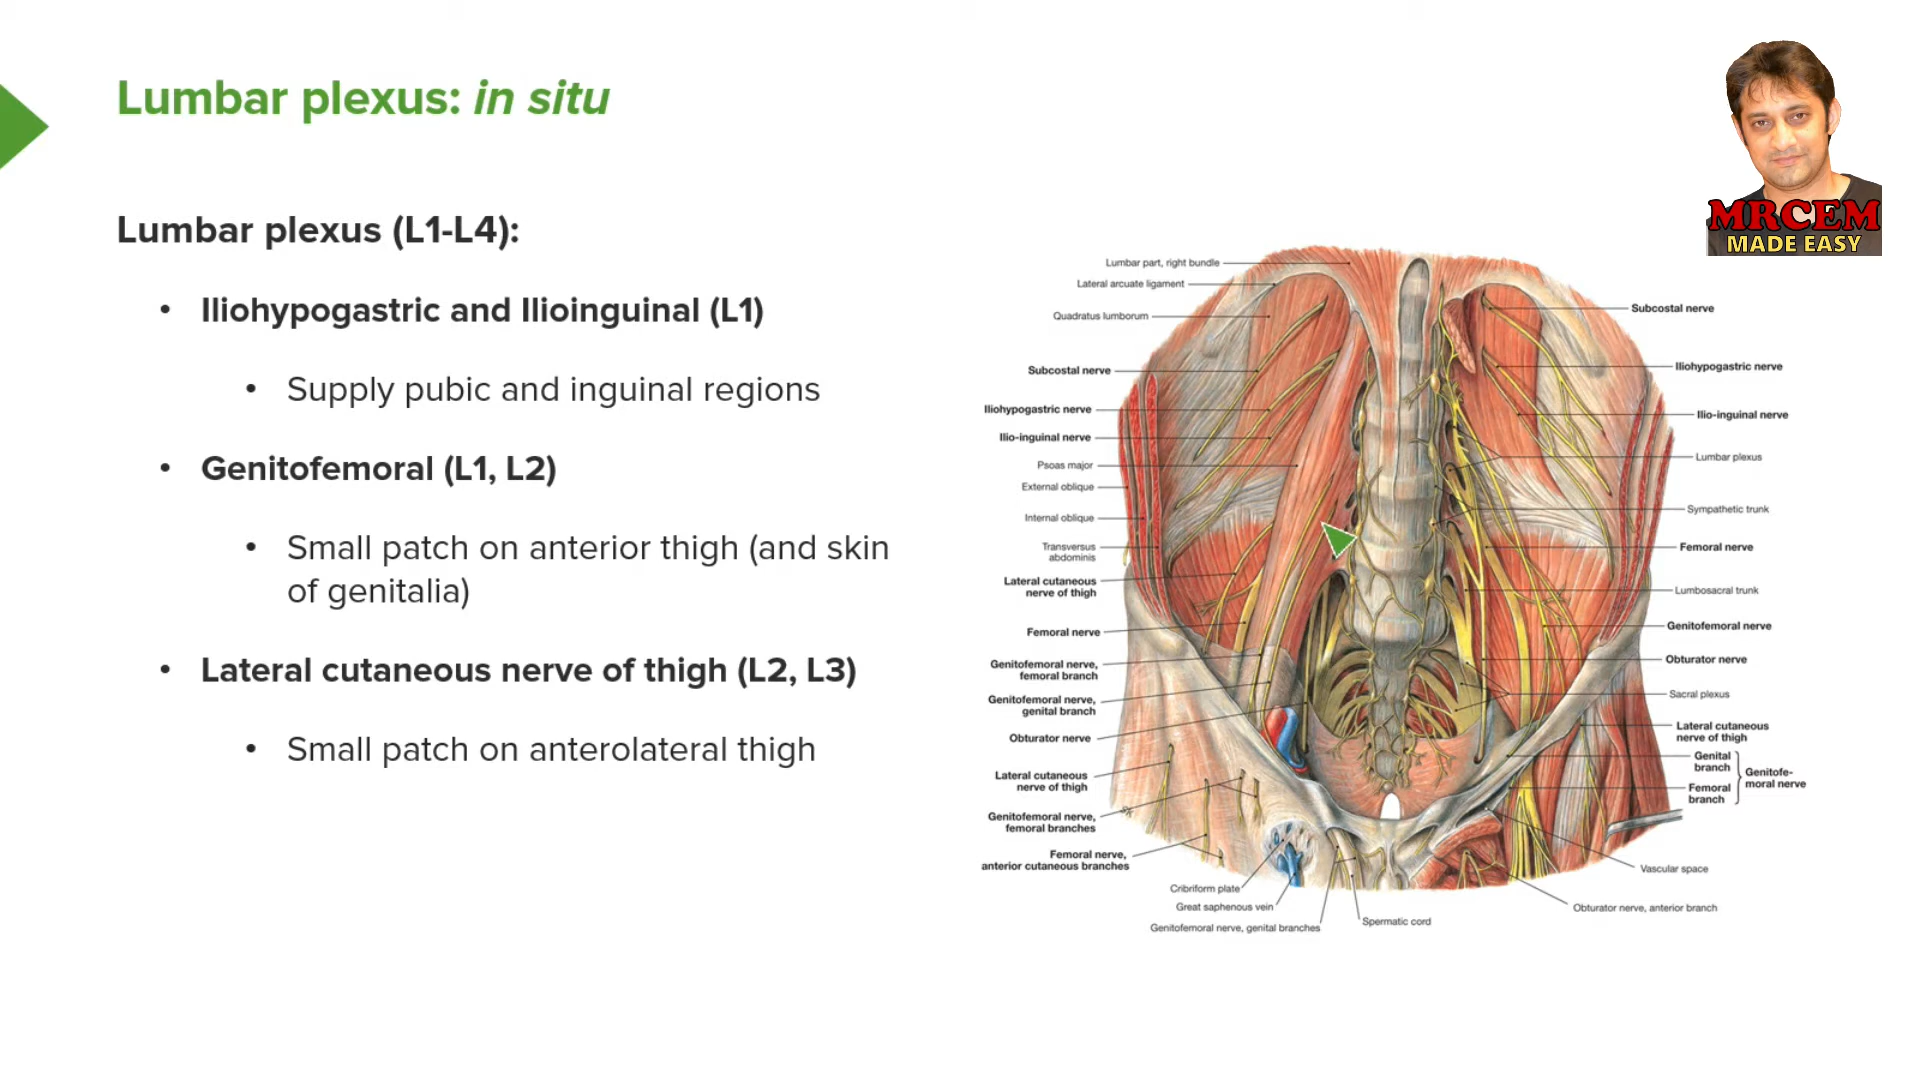 Lumbar plexus: in situ
MRCEM
MADE EASY
Lumbar plexus (L1-L4):
• Iliohypogastric and Ilioinguinal (L1)
• Supply pubic and inguinal regions
• Genitofemoral (L1, L2)
• Small patch on anterior thigh (and skin
of genitalia)
• Lateral cutaneous nerve of thigh (L2, L3)
• Small patch on anterolateral thigh
Lumbar part, right bundle
Lateral arcuate ligament
Quadratus lumborum
Subcostal nerve
Iliohypogastric nerve
Ilio-inguinal nerve
Psoas major
External oblique
Internal oblique
Transversus
abdominis
Lateral cutaneous
nerve of thigh
Femoral nerve
Genitofemoral nerve,
femoral branch
Genitofemoral nerve,
genital branch
Obturator nerve
Lateral cutaneous
nerve of thigh
Genitofemoral nerve,
femoral branches
Femoral nerve,
anterior cutaneous branches
Cribriform plate
Great saphenous vein
Genitofemoral nerve, genital branches
Spermatic cord
Subcostal nerve
Iliohypogastric nerve
Ilio-inguinal nerve
Lumbar plexus
Sympathetic trunk
Femoral nerve
Lumbosacral trunk
Genitofemoral nerve
Obturator nerve
Sacral plexus
Lateral cutaneous
nerve of thigh
Genital
branch
Femoral
branch
Genitofe-
moral nerve
Vascular space
Obturator nerve, anterior branch